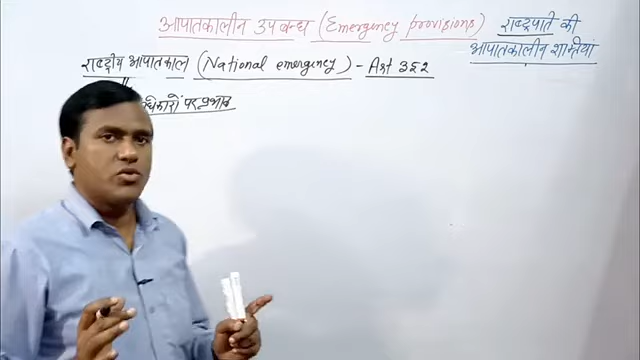 आपातकालीन उपबन्ध (Emergency provisions)
राष्ट्रपति की
आपातकालीन शक्तियां
राष्ट्रीय आपातकाल (National emergency) - Art 352
पर प्रभाव